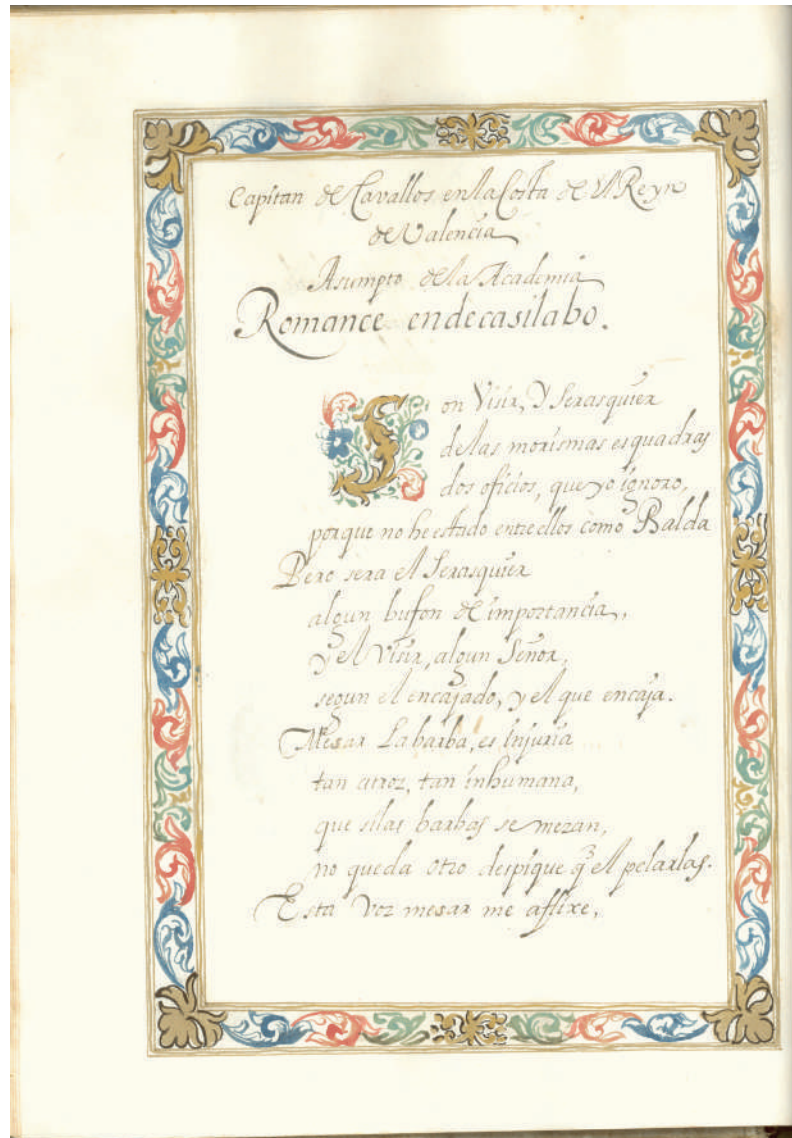 Capitan de Cavallos en la Costa de el Reyno
de Valencia
Asumpto de la Academia
Romance endecasilabo.
Son Visir, y Serasquier
de las morismas esquadras
dos oficios, que yo ignoro,
porque no he estado entre ellos como Balda
Pero sera el Serasquier
algun bufon de importancia,
y el Visir, algun Señor,
segun el encajado, y el que encaja.
Mesar La barba, es injuria
tan atroz, tan inhumana,
que si las barbas se mezan,
no queda otro despique q̃ el pelarlas.
Esta voz mesar me aflixe,